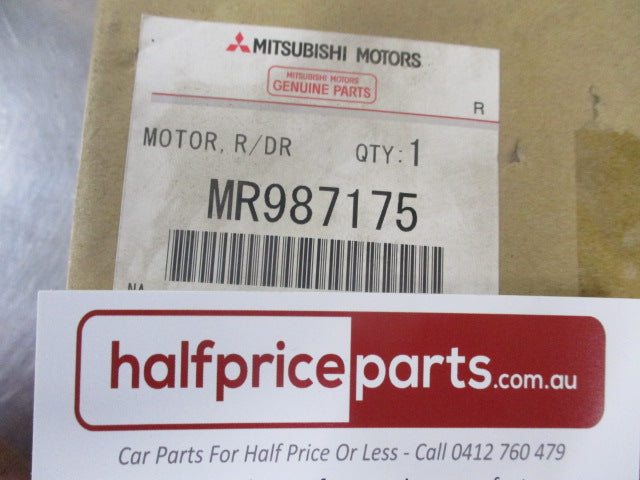 MITSUBISHI MOTORS
MITSUBISHI MOTORS
GENUINE PARTS
R
MOTOR, R/DR QTY:1
MR987175
NA
halfpriceparts.com.au
Car Parts For Half Price Or Less - Call 0412 760 479